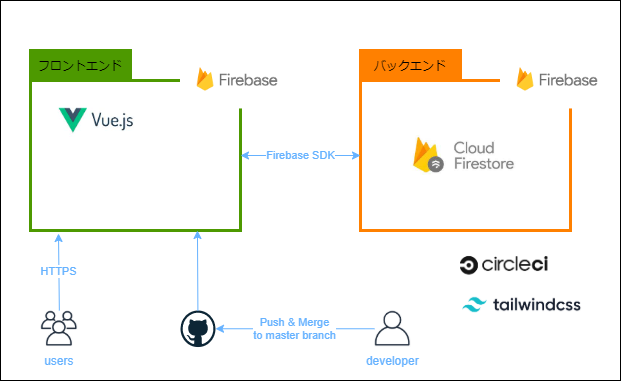 フロントエンド
Firebase
Vue.js
バックエンド
Firebase
Cloud
Firestore
Firebase SDK
HTTPS
circleci
tailwindcss
Push & Merge
to master branch
users
developer